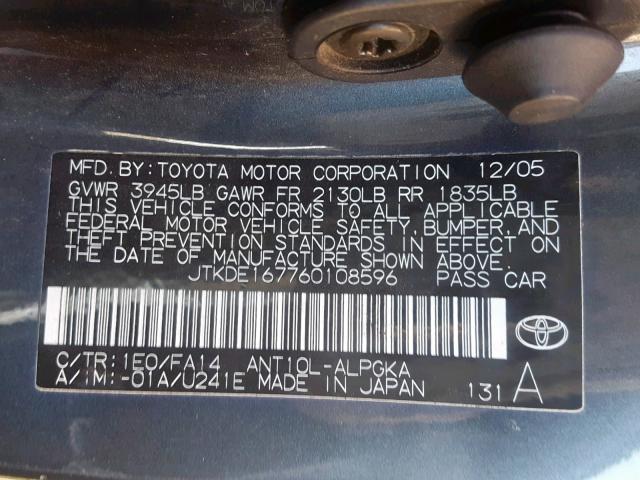 MFD.BY:TOYOTA MOTOR CORPORATION 12/05
GVWR 3945LB GAWR FR 2130LB RR 1835LB
THIS VEHICLE CONFORMS TO ALL APPLICABLE
FEDERAL MOTOR VEHICLE SAFETY,BUMPER,AND
THEFT PREVENTION STANDARDS IN EFFECT ON
THE DATE OF MANUFACTURE SHOWN ABOVE.
JTKDE167760108596 PASS CAR
C/TR:1E0/FA14 ANT10L-ALPGKA
A/TM:-01A/U241E MADE IN JAPAN 131 A